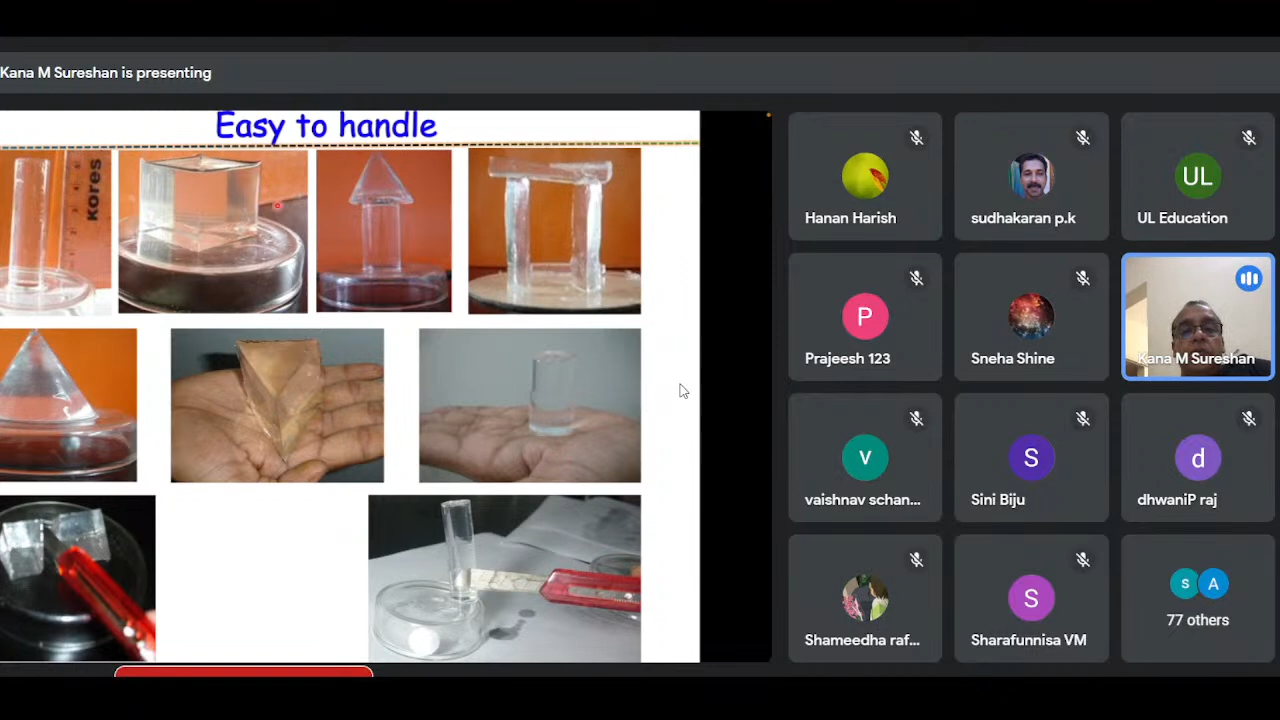 Kana M Sureshan is presenting
Easy to handle
Kores
Hanan Harish
sudhakaran p.k
UL
UL Education
P
Prajeesh 123
Sneha Shine
Kana M Sureshan
v
vaishnav schan...
S
Sini Biju
d
dhwaniP raj
Shameedha raf...
S
Sharafunnisa VM
s
A
77 others